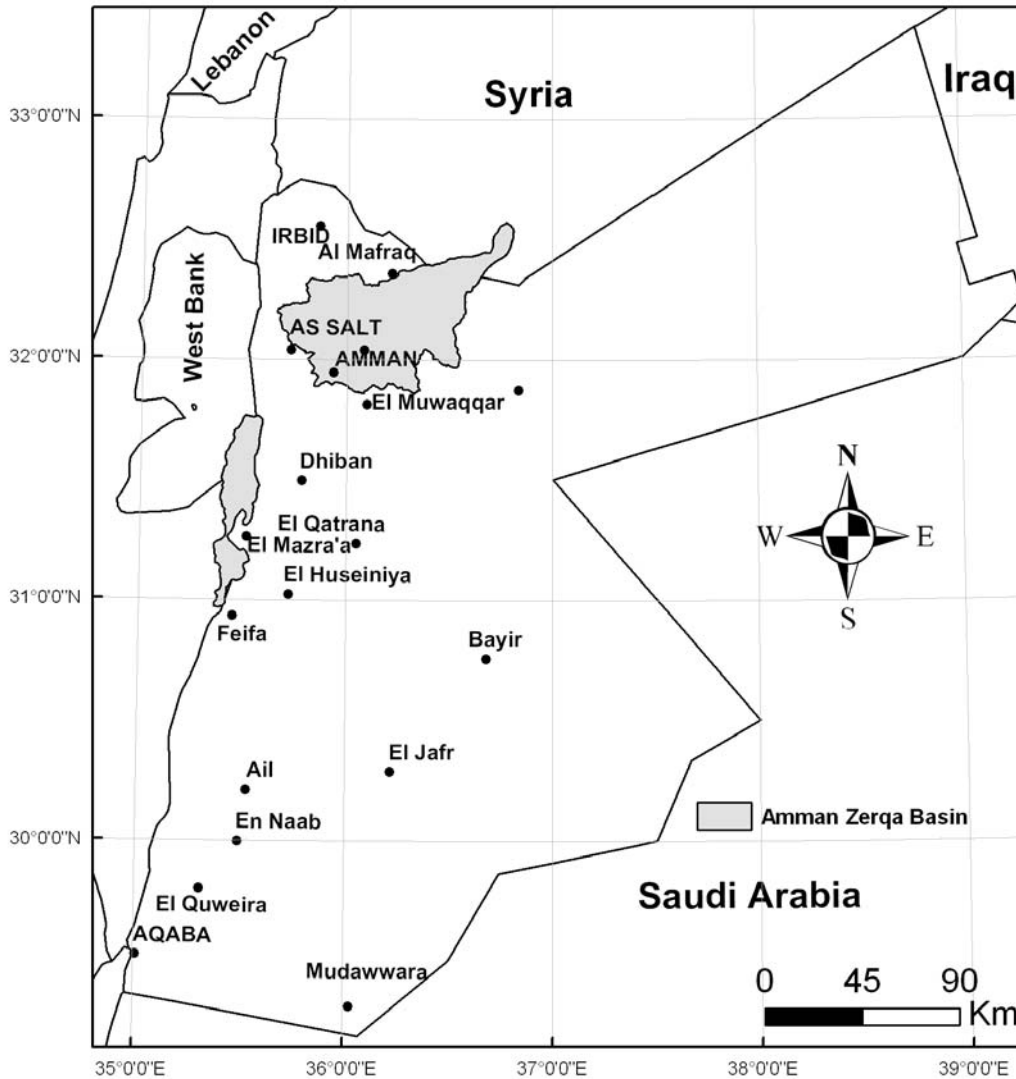 Lebanon
Syria
Iraq
33°0'0"N
IRBID
Al Mafraq
West Bank
AS SALT
32°0'0"N
AMMAN
El Muwaqqar
Dhiban
N
El Qatrana
W
E
El Mazra'a
El Huseiniya
31°0'0"N
S
Feifa
Bayir
El Jafr
Ail
En Naab
Amman Zerqa Basin
30°0'0"N
Saudi Arabia
El Quweira
AQABA
Mudawwara
0 45 90
Km
35°0'0"E 36°0'0"E 37°0'0"E 38°0'0"E 39°0'0"E